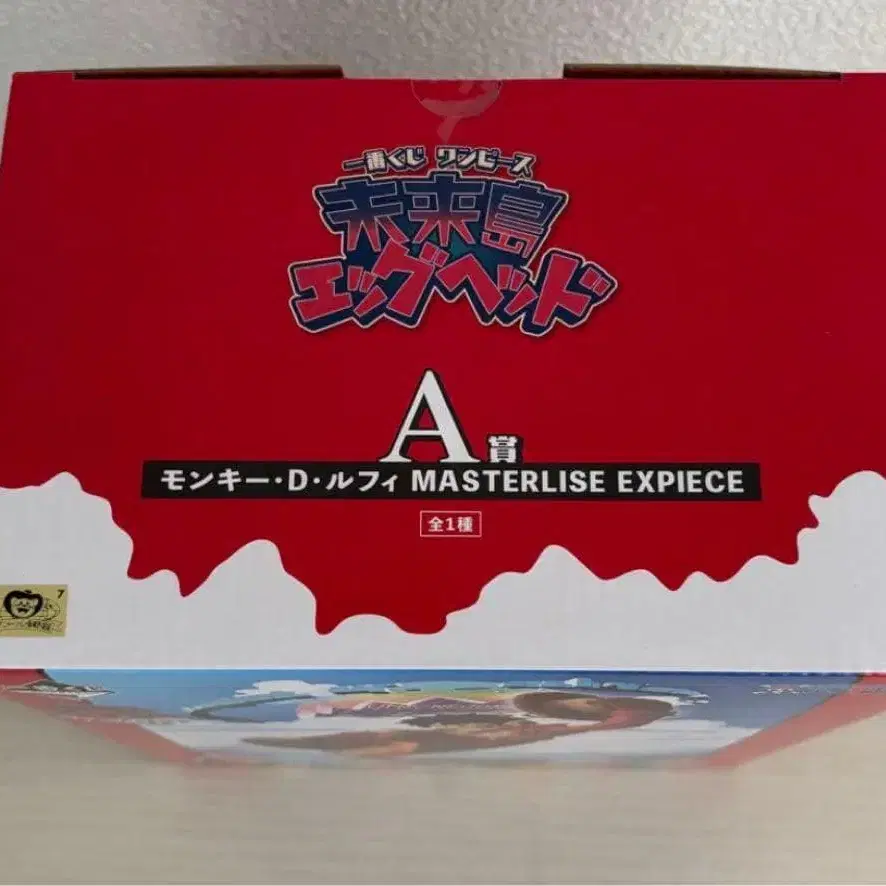 一番くじ ワンピース
未来島
エッグヘッド
A賞
モンキー・D・ルフィ MASTERLISE EXPIECE
全1種
7